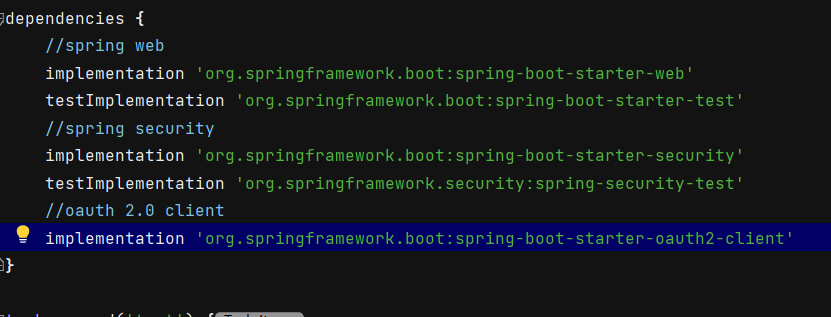 dependencies {
//spring web
implementation 'org.springframework.boot:spring-boot-starter-web'
testImplementation 'org.springframework.boot:spring-boot-starter-test'
//spring security
implementation 'org.springframework.boot:spring-boot-starter-security'
testImplementation 'org.springframework.security:spring-security-test'
//oauth 2.0 client
implementation 'org.springframework.boot:spring-boot-starter-oauth2-client'
}